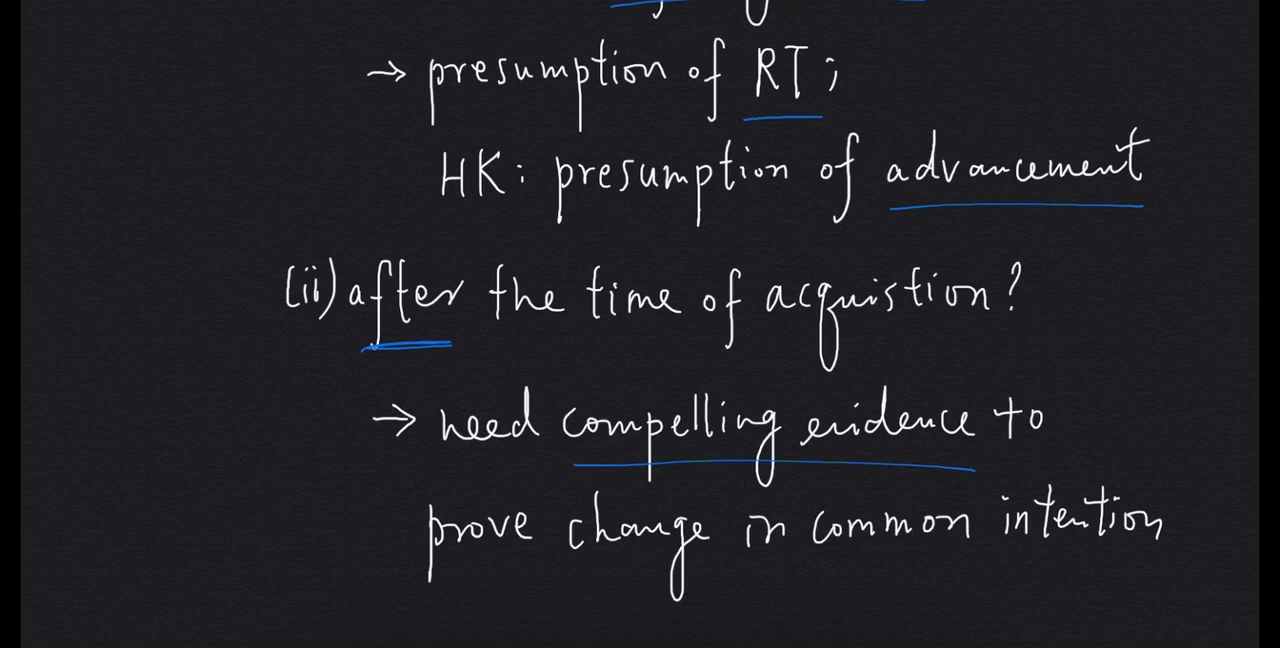 → presumption of RT;
HK: presumption of advancement
(ii) after the time of acquistion?
→ need compelling evidence to
prove change in common intention